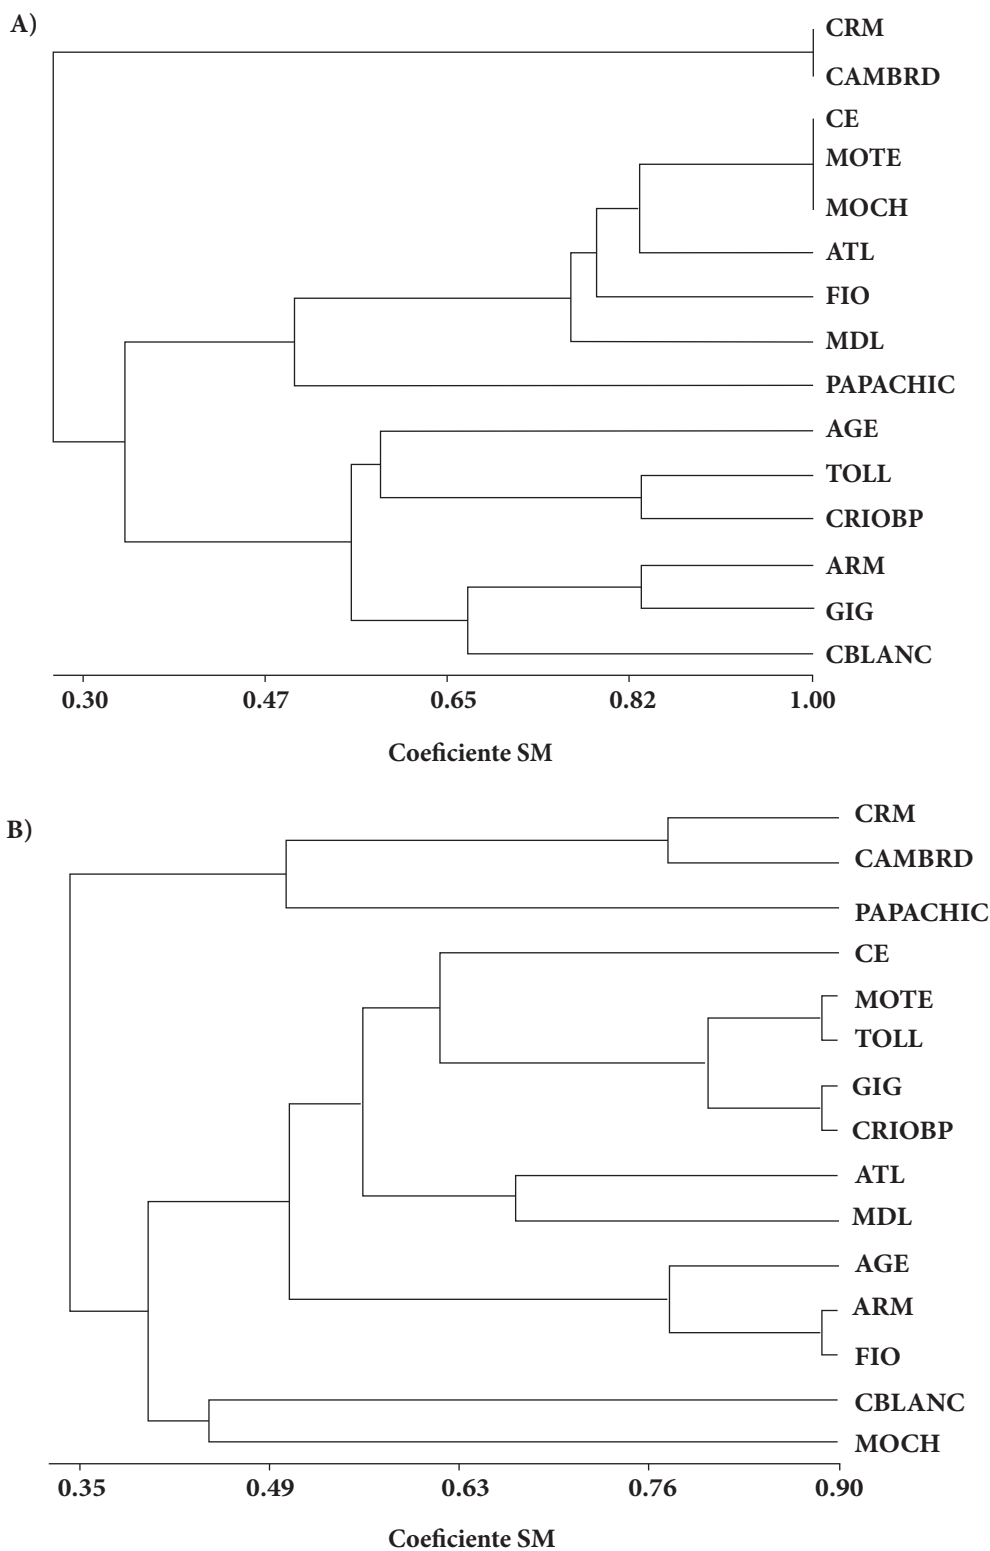 A)
CRM
CAMBRD
CE
MOTE
MOCH
ATL
FIO
MDL
PAPACHIC
AGE
TOLL
CRIOBP
ARM
GIG
CBLANC
0.30 0.47 0.65 0.82 1.00
Coeficiente SM
B)
CRM
CAMBRD
PAPACHIC
CE
MOTE
TOLL
GIG
CRIOBP
ATL
MDL
AGE
ARM
FIO
CBLANC
MOCH
0.35 0.49 0.63 0.76 0.90
Coeficiente SM